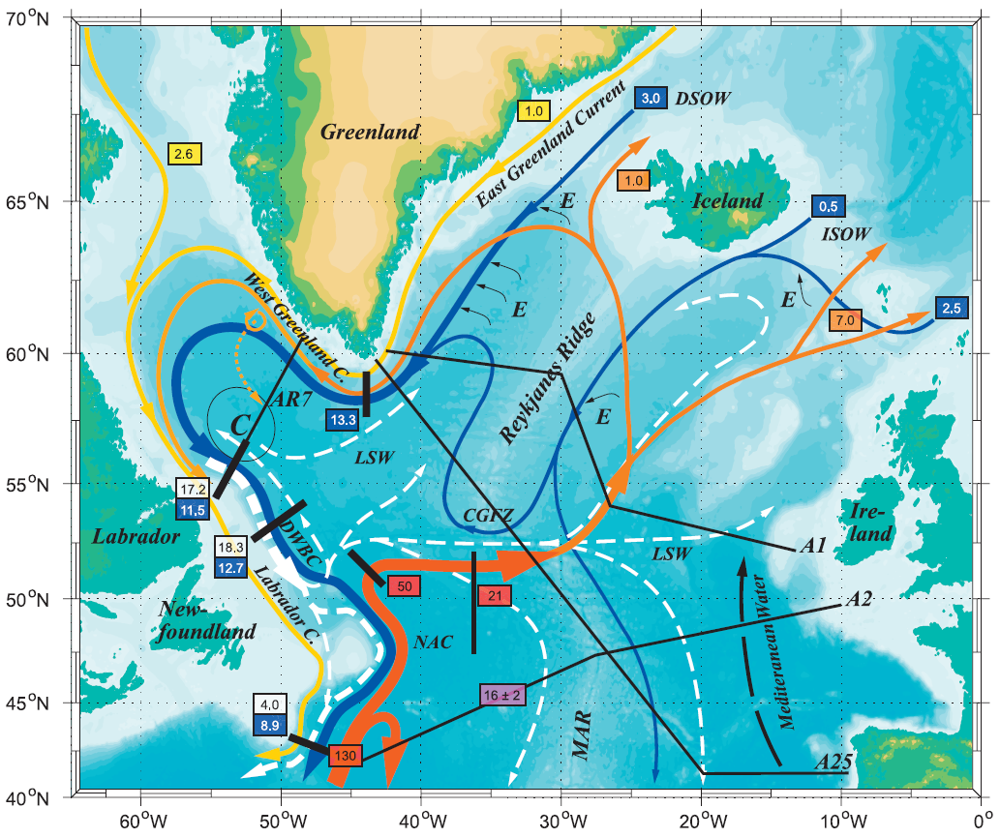 70°N
3.0
DSOW
1.0
Greenland
2.6
East Greenland Current
1.0
65°N
E
Iceland
0.5
ISOW
West Greenland C.
E
E
7.0
2.5
60°N
Reykjanes Ridge
AR7
C
13.3
E
LSW
55°N
17.2
11.5
CGFZ
Ire-
land
Labrador
18.3
12.7
DWBC
LSW
A1
Labrador C.
50
21
50°N
A2
New-
foundland
NAC
Mediteranean Water
16 ± 2
45°N
4.0
8.9
MAR
130
A25
40°N
60°W
50°W
40°W
30°W
20°W
10°W
0°